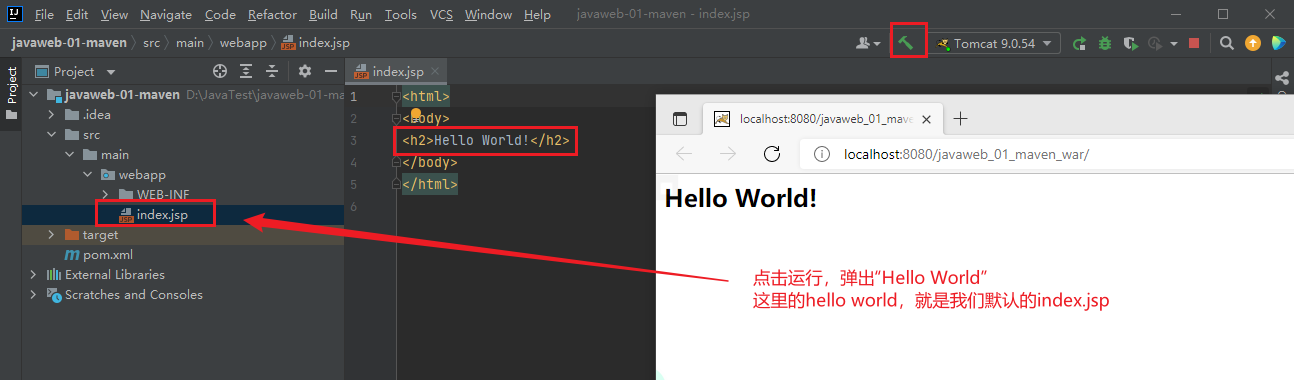 File Edit View Navigate Code Refactor Build Run Tools VCS Window Help javaweb-01-maven - index.jsp
javaweb-01-maven src main webapp index.jsp
Tomcat 9.0.54
Project
Project
index.jsp
javaweb-01-maven D:\JavaTest\javaweb-01-ma
.idea
src
main
webapp
WEB-INF
index.jsp
target
pom.xml
External Libraries
Scratches and Consoles
1 <html>
2 <body>
3 <h2>Hello World!</h2>
4 </body>
5 </html>
6
localhost:8080/javaweb_01_mave
localhost:8080/javaweb_01_maven_war/
Hello World!
点击运行，弹出“Hello World”
这里的hello world，就是我们默认的index.jsp